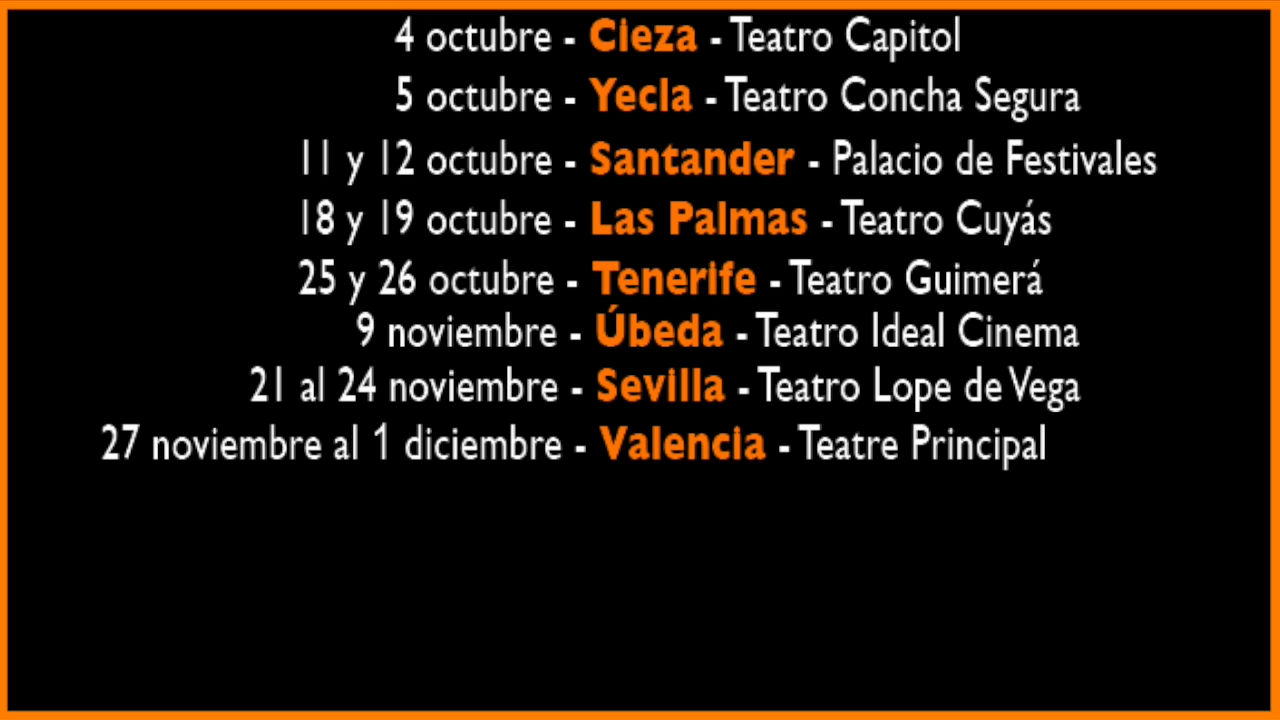 4 octubre - Cieza - Teatro Capitol
5 octubre - Yecla - Teatro Concha Segura
11 y 12 octubre - Santander - Palacio de Festivales
18 y 19 octubre - Las Palmas - Teatro Cuyás
25 y 26 octubre - Tenerife - Teatro Guimerá
9 noviembre - Úbeda - Teatro Ideal Cinema
21 al 24 noviembre - Sevilla - Teatro Lope de Vega
27 noviembre al 1 diciembre - Valencia - Teatre Principal